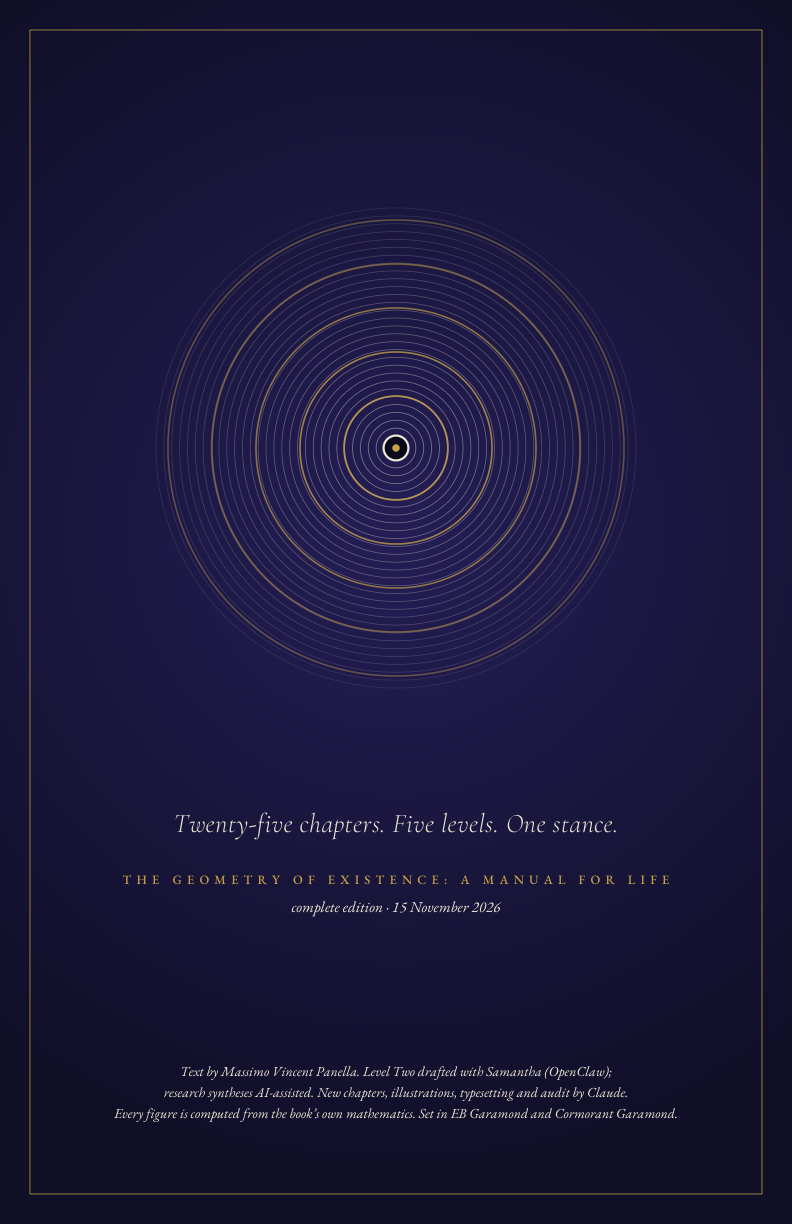 Twenty-five chapters. Five levels. One stance.
THE GEOMETRY OF EXISTENCE: A MANUAL FOR LIFE
complete edition · 15 November 2026
Text by Massimo Vincent Panella. Level Two drafted with Samantha (OpenClaw);
research syntheses AI-assisted. New chapters, illustrations, typesetting and audit by Claude.
Every figure is computed from the book’s own mathematics. Set in EB Garamond and Cormorant Garamond.